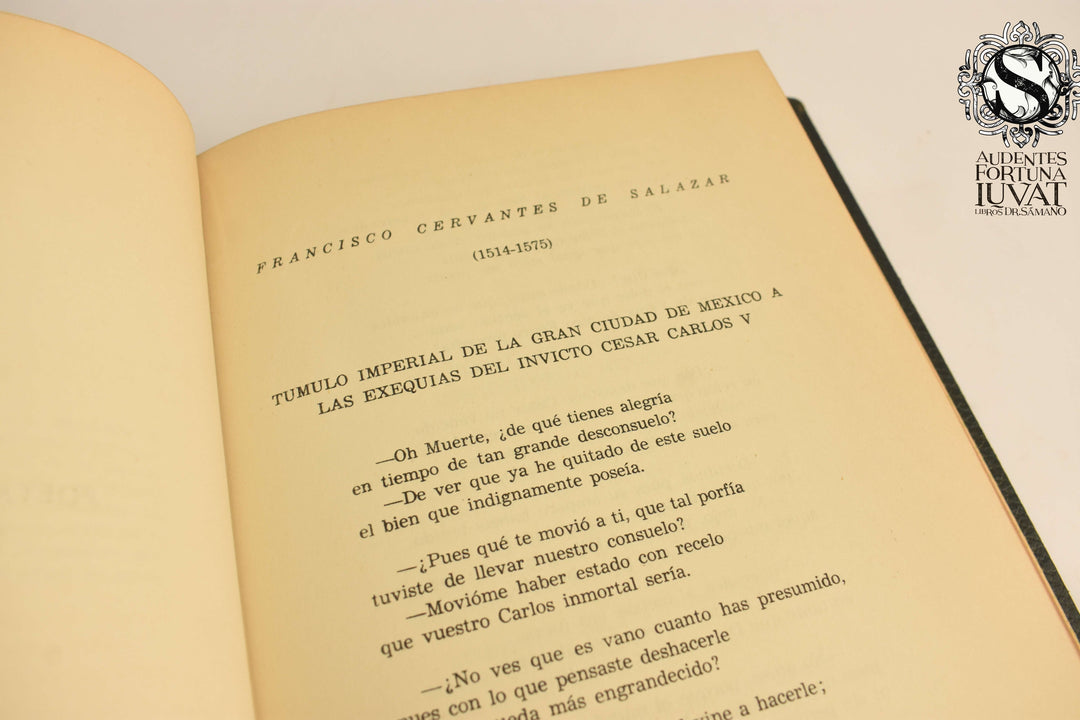 FRANCISCO CERVANTES DE SALAZAR
(1514-1575)
TUMULO IMPERIAL DE LA GRAN CIUDAD DE MEXICO A
LAS EXEQUIAS DEL INVICTO CESAR CARLOS V
—Oh Muerte, ¿de qué tienes alegría
en tiempo de tan grande desconsuelo?
—De ver que ya he quitado de este suelo
el bien que indignamente poseía.
—¿Pues qué te movió a ti, que tal porfía
tuviste de llevar nuestro consuelo?
—Movióme haber estado con recelo
que vuestro Carlos inmortal sería.
—¿No ves que es vano cuanto has presumido,
con lo que pensaste deshacerle
más engrandecido?
a hacerle;
S
AUDENTES
FORTUNA
IUVAT
LIBROS DR. SÁMANO